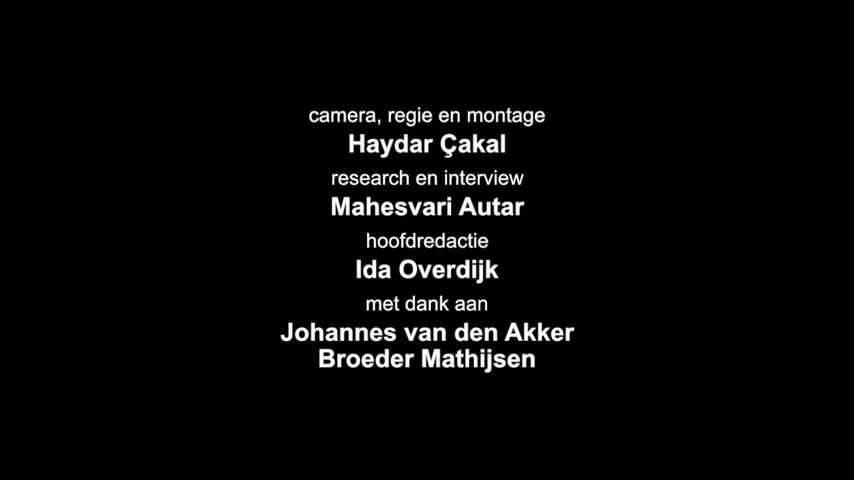 camera, regie en montage
Haydar Çakal
research en interview
Mahesvari Autar
hoofdredactie
Ida Overdijk
met dank aan
Johannes van den Akker
Broeder Mathijsen